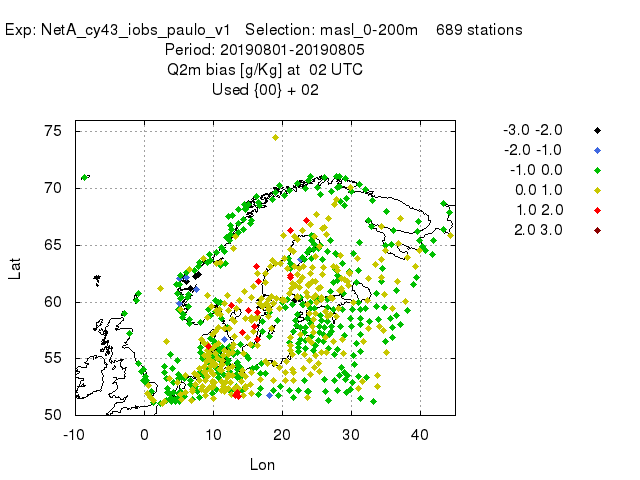 Exp: NetA_cy43_iobs_paulo_v1   Selection: masl_0-200m    689 stations
Period: 20190801-20190805
Q2m bias [g/Kg] at  02 UTC
Used {00} + 02
75
70
65
60
55
50
Lat
-10 0 10 20 30 40
Lon
-3.0 -2.0
-2.0 -1.0
-1.0 0.0
0.0 1.0
1.0 2.0
2.0 3.0